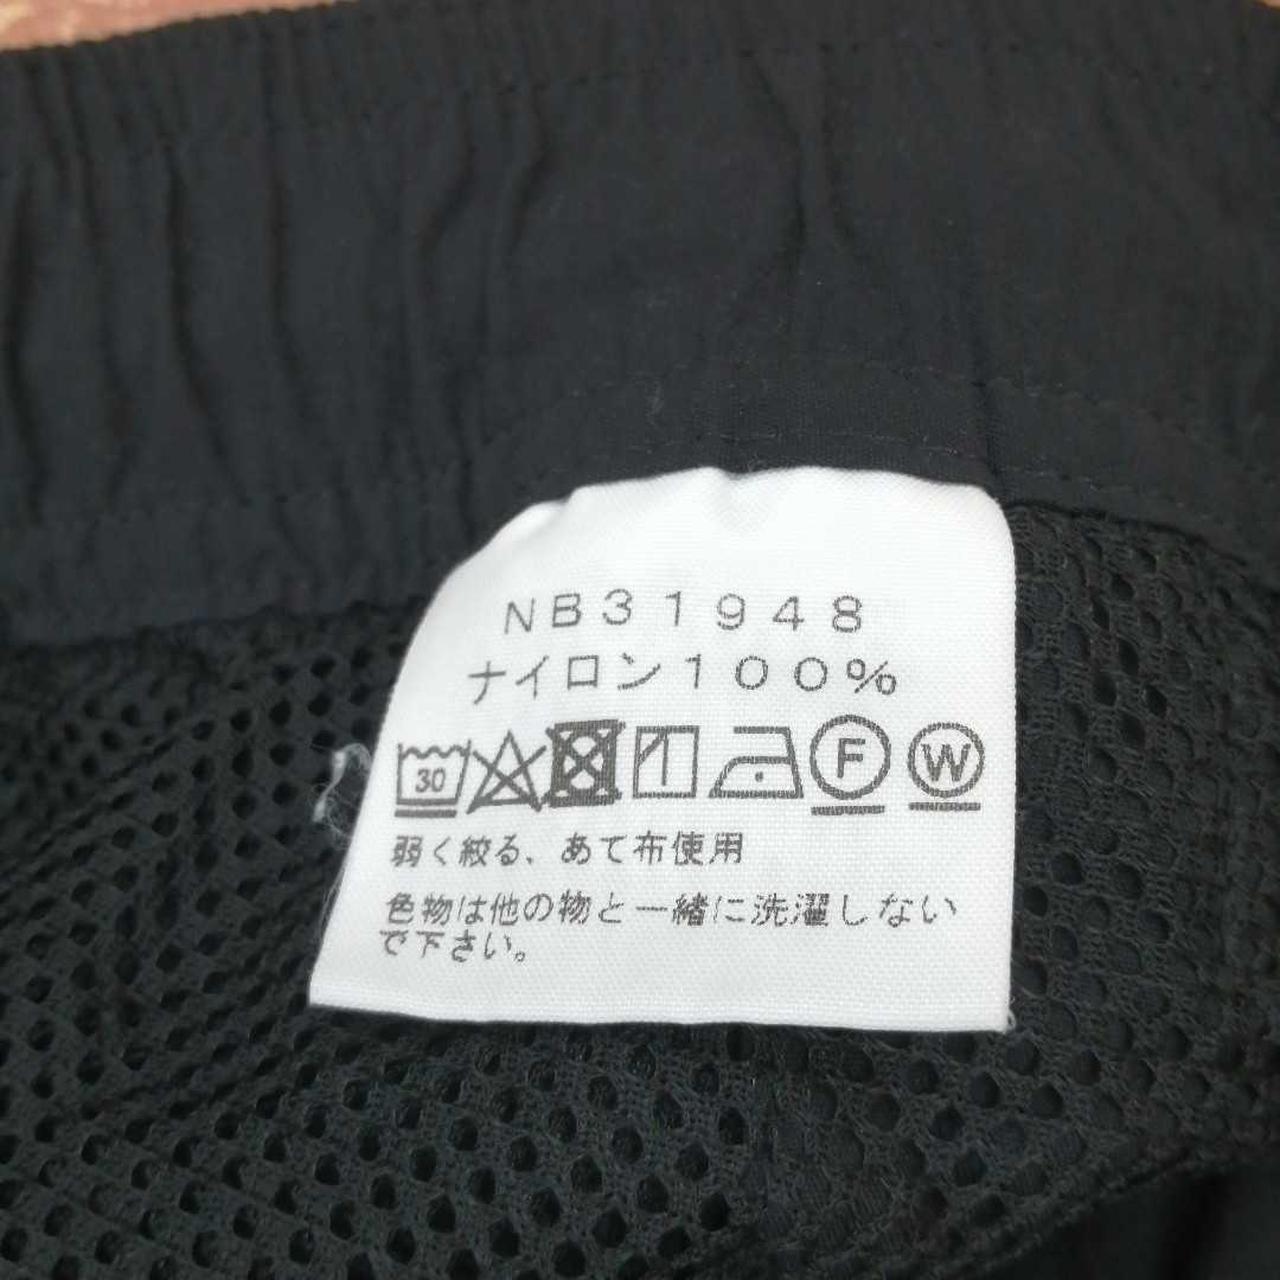 NB31948
ナイロン100%
30 F W
弱く絞る、あて布使用
色物は他の物と一緒に洗濯しない
で下さい。